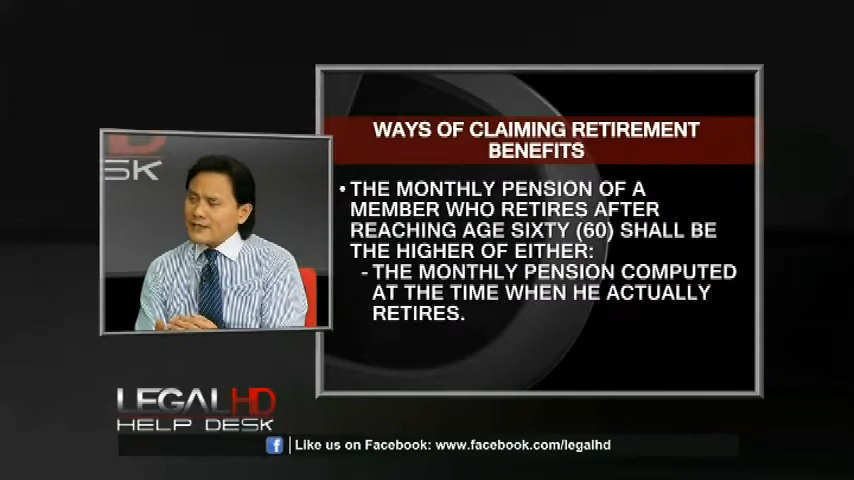 WAYS OF CLAIMING RETIREMENT
BENEFITS
• THE MONTHLY PENSION OF A
MEMBER WHO RETIRES AFTER
REACHING AGE SIXTY (60) SHALL BE
THE HIGHER OF EITHER:
- THE MONTHLY PENSION COMPUTED
AT THE TIME WHEN HE ACTUALLY
RETIRES.
D
SK
LEGALHD
HELP DESK
f | Like us on Facebook: www.facebook.com/legalhd